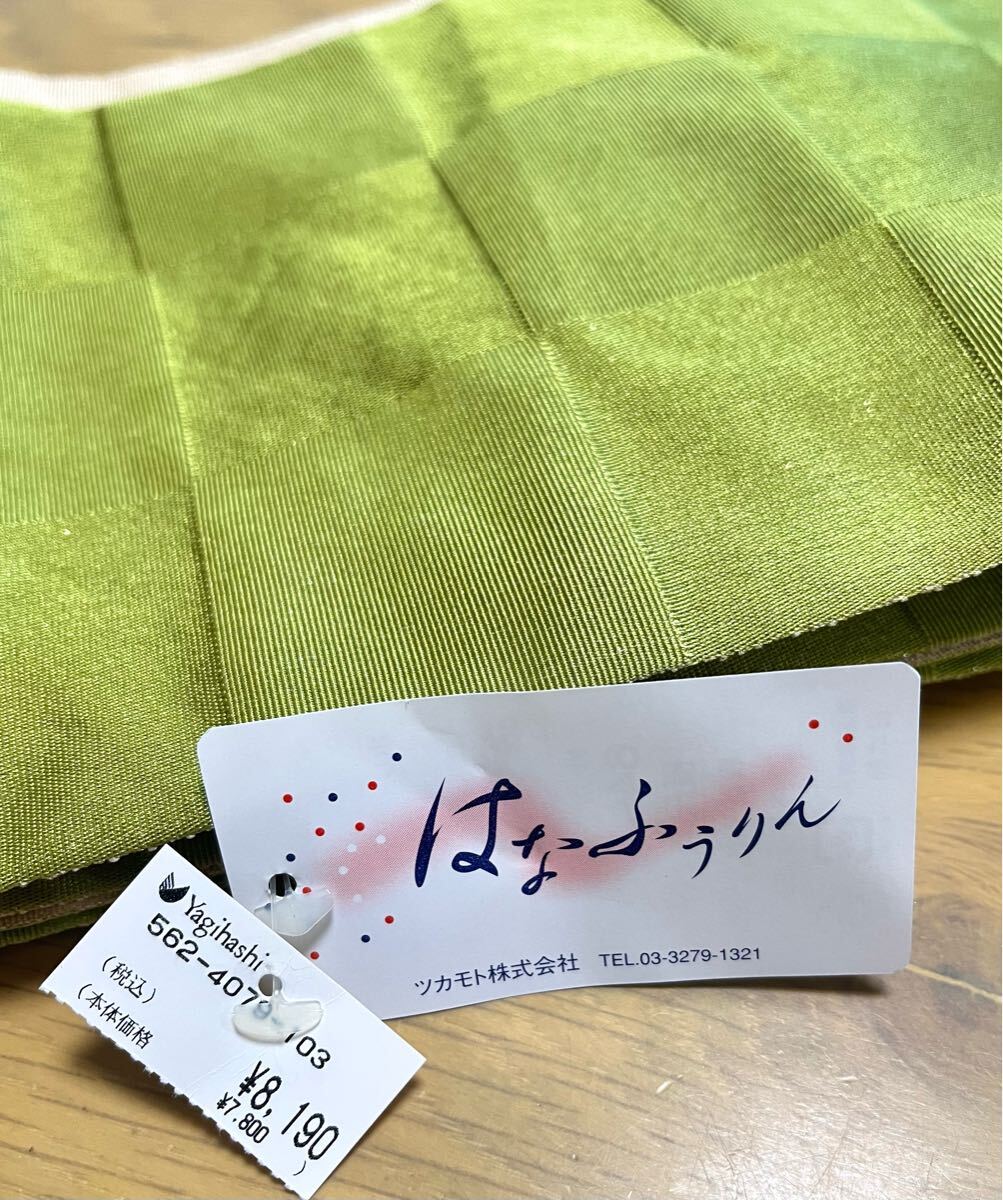 はなふうりん
ツカモト株式会社 TEL.03-3279-1321
Yagihashi
562-4079-103
(税込) ¥8,190
(本体価格 ¥7,800)